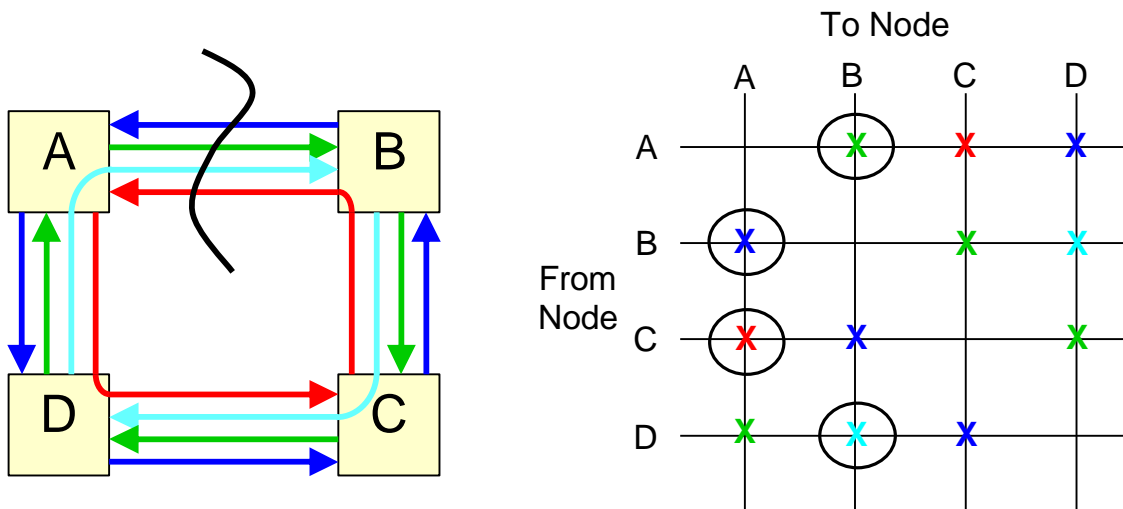 A
B
D
C
To Node
A B C D
A X X X
B X X X
From
Node
C X X X
D X X X